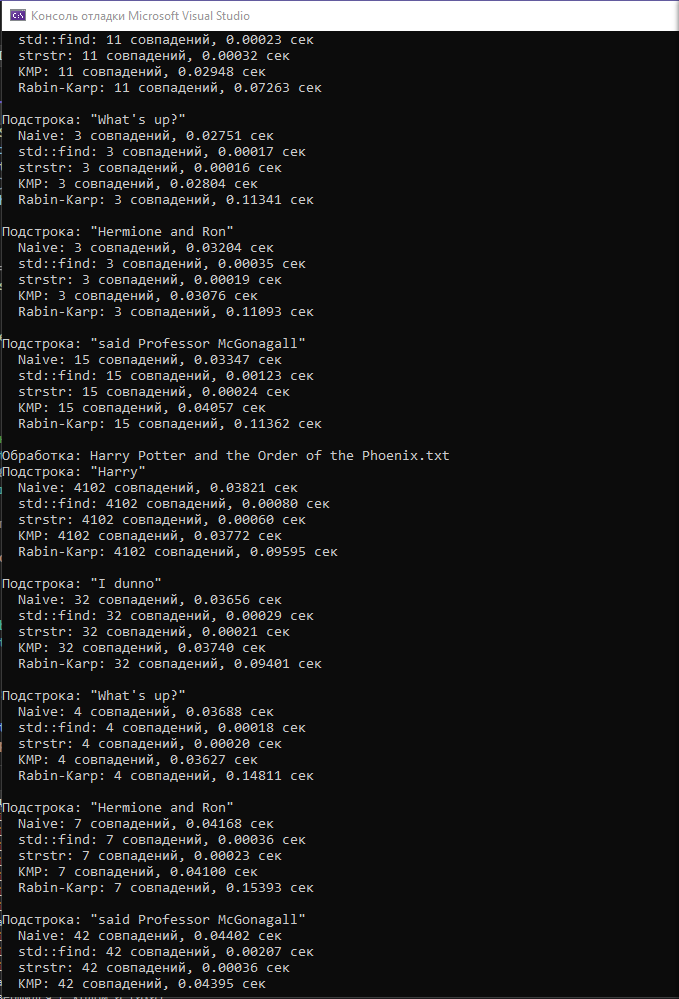 Консоль отладки Microsoft Visual Studio
std::find: 11 совпадений, 0.00023 сек
strstr: 11 совпадений, 0.00032 сек
KMP: 11 совпадений, 0.02948 сек
Rabin-Karp: 11 совпадений, 0.07263 сек
Подстрока: "What's up?"
Naive: 3 совпадений, 0.02751 сек
std::find: 3 совпадений, 0.00017 сек
strstr: 3 совпадений, 0.00016 сек
KMP: 3 совпадений, 0.02804 сек
Rabin-Karp: 3 совпадений, 0.11341 сек
Подстрока: "Hermione and Ron"
Naive: 3 совпадений, 0.03204 сек
std::find: 3 совпадений, 0.00035 сек
strstr: 3 совпадений, 0.00019 сек
KMP: 3 совпадений, 0.03076 сек
Rabin-Karp: 3 совпадений, 0.11093 сек
Подстрока: "said Professor McGonagall"
Naive: 15 совпадений, 0.03347 сек
std::find: 15 совпадений, 0.00123 сек
strstr: 15 совпадений, 0.00024 сек
KMP: 15 совпадений, 0.04057 сек
Rabin-Karp: 15 совпадений, 0.11362 сек
Обработка: Harry Potter and the Order of the Phoenix.txt
Подстрока: "Harry"
Naive: 4102 совпадений, 0.03821 сек
std::find: 4102 совпадений, 0.00080 сек
strstr: 4102 совпадений, 0.00060 сек
KMP: 4102 совпадений, 0.03772 сек
Rabin-Karp: 4102 совпадений, 0.09595 сек
Подстрока: "I dunno"
Naive: 32 совпадений, 0.03656 сек
std::find: 32 совпадений, 0.00029 сек
strstr: 32 совпадений, 0.00021 сек
KMP: 32 совпадений, 0.03740 сек
Rabin-Karp: 32 совпадений, 0.09401 сек
Подстрока: "What's up?"
Naive: 4 совпадений, 0.03688 сек
std::find: 4 совпадений, 0.00018 сек
strstr: 4 совпадений, 0.00020 сек
KMP: 4 совпадений, 0.03627 сек
Rabin-Karp: 4 совпадений, 0.14811 сек
Подстрока: "Hermione and Ron"
Naive: 7 совпадений, 0.04168 сек
std::find: 7 совпадений, 0.00036 сек
strstr: 7 совпадений, 0.00023 сек
KMP: 7 совпадений, 0.04100 сек
Rabin-Karp: 7 совпадений, 0.15393 сек
Подстрока: "said Professor McGonagall"
Naive: 42 совпадений, 0.04402 сек
std::find: 42 совпадений, 0.00207 сек
strstr: 42 совпадений, 0.00036 сек
KMP: 42 совпадений, 0.04395 сек